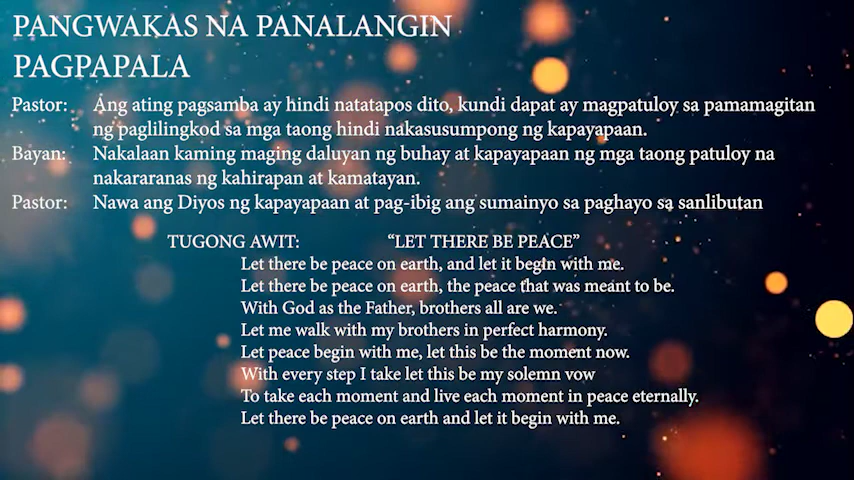 PANGWAKAS NA PANALANGIN
PAGPAPALA
Pastor: Ang ating pagsamba ay hindi natatapos dito, kundi dapat ay magpatuloy sa pamamagitan
ng paglilingkod sa mga taong hindi nakasusumpong ng kapayapaan.
Bayan: Nakalaan kaming maging daluyan ng buhay at kapayapaan ng mga taong patuloy na
nakararanas ng kahirapan at kamatayan.
Pastor: Nawa ang Diyos ng kapayapaan at pag-ibig ang sumainyo sa paghayo sa sanlibutan
TUGONG AWIT: “LET THERE BE PEACE”
Let there be peace on earth, and let it begin with me.
Let there be peace on earth, the peace that was meant to be.
With God as the Father, brothers all are we.
Let me walk with my brothers in perfect harmony.
Let peace begin with me, let this be the moment now.
With every step I take let this be my solemn vow
To take each moment and live each moment in peace eternally.
Let there be peace on earth and let it begin with me.